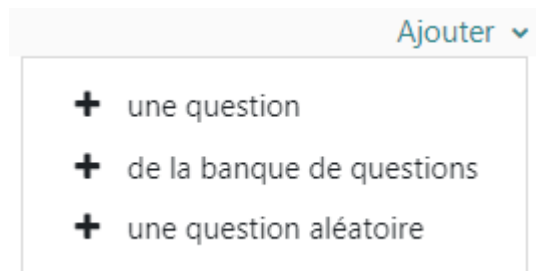 Ajouter
une question
de la banque de questions
une question aléatoire